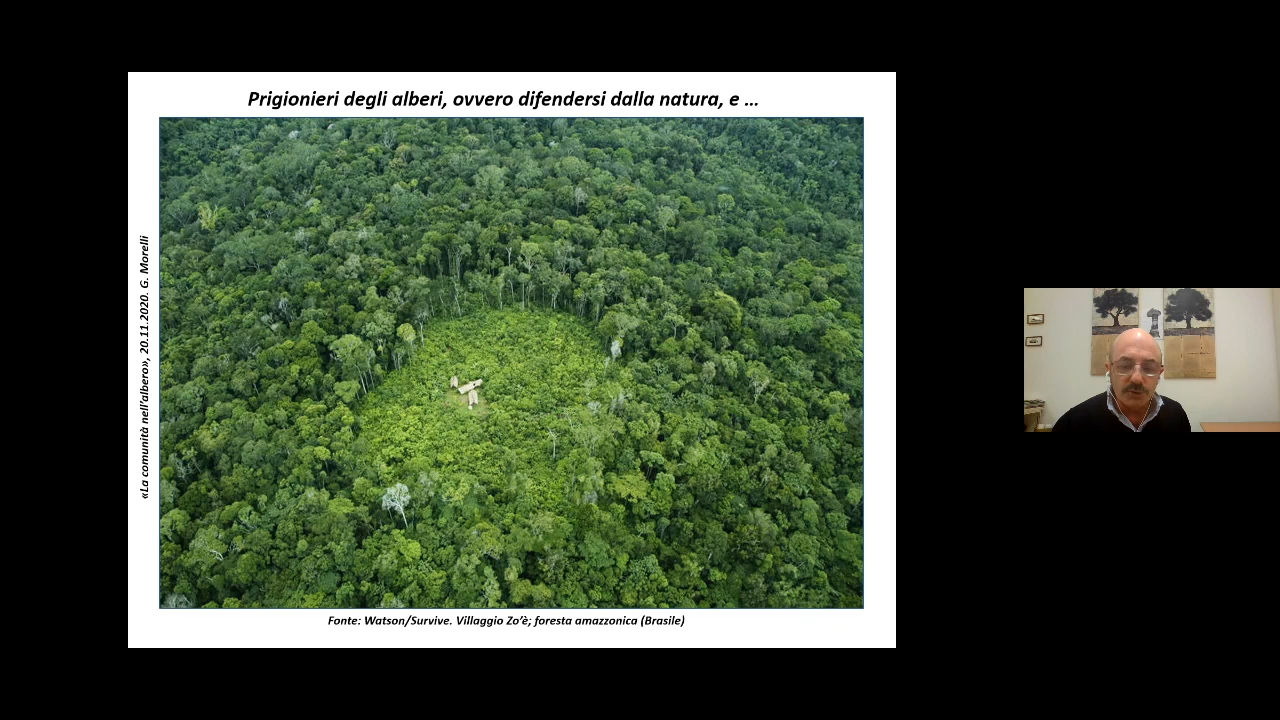 Prigionieri degli alberi, ovvero difendersi dalla natura, e ...
«La comunità nell'albero», 20.11.2020. G. Morelli
Fonte: Watson/Survive. Villaggio Zo'è; foresta amazzonica (Brasile)